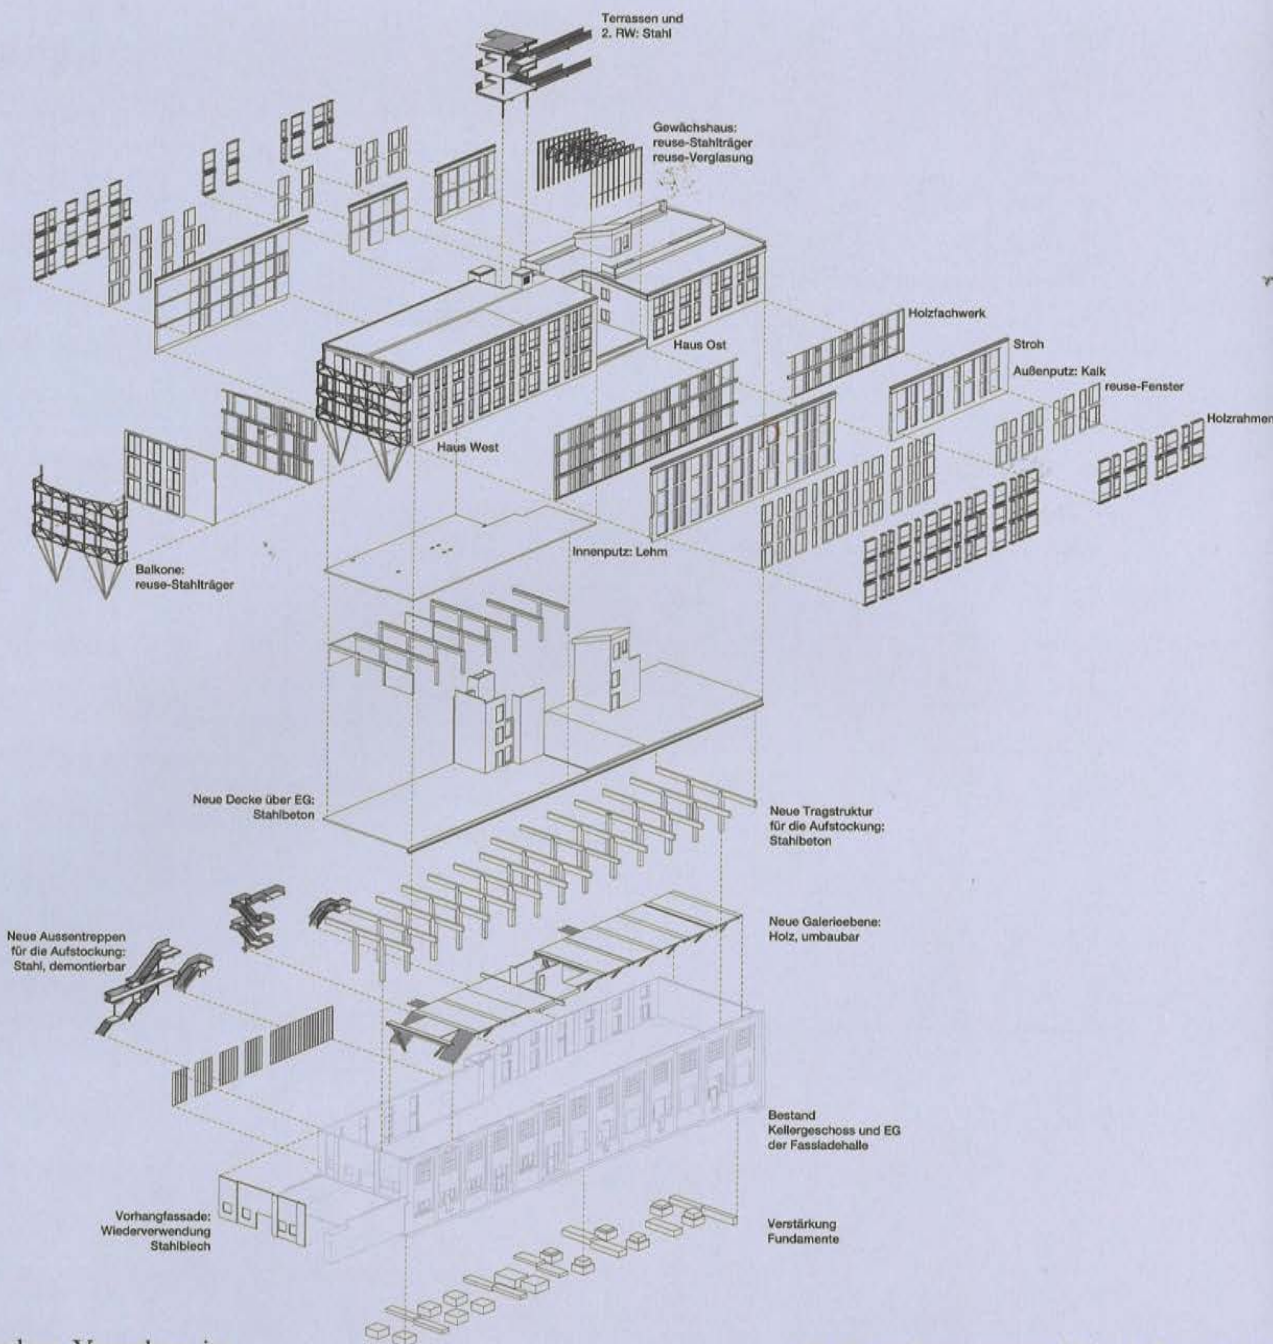 Terrassen und
2. RW: Stahl
Gewächshaus:
reuse-Stahlträger
reuse-Verglasung
Holzfachwerk
Haus Ost
Stroh
Außenputz: Kalk
reuse-Fenster
Holzrahmen
Haus West
Innenputz: Lehm
Balkone:
reuse-Stahlträger
Neue Decke über EG:
Stahlbeton
Neue Tragstruktur
für die Aufstockung:
Stahlbeton
Neue Galerieebene:
Holz, umbaubar
Neue Aussentreppen
für die Aufstockung:
Stahl, demontierbar
Bestand
Kellergeschoss und EG
der Fassladehalle
Vorhangfassade:
Wiederverwendung
Stahlblech
Verstärkung
Fundamente